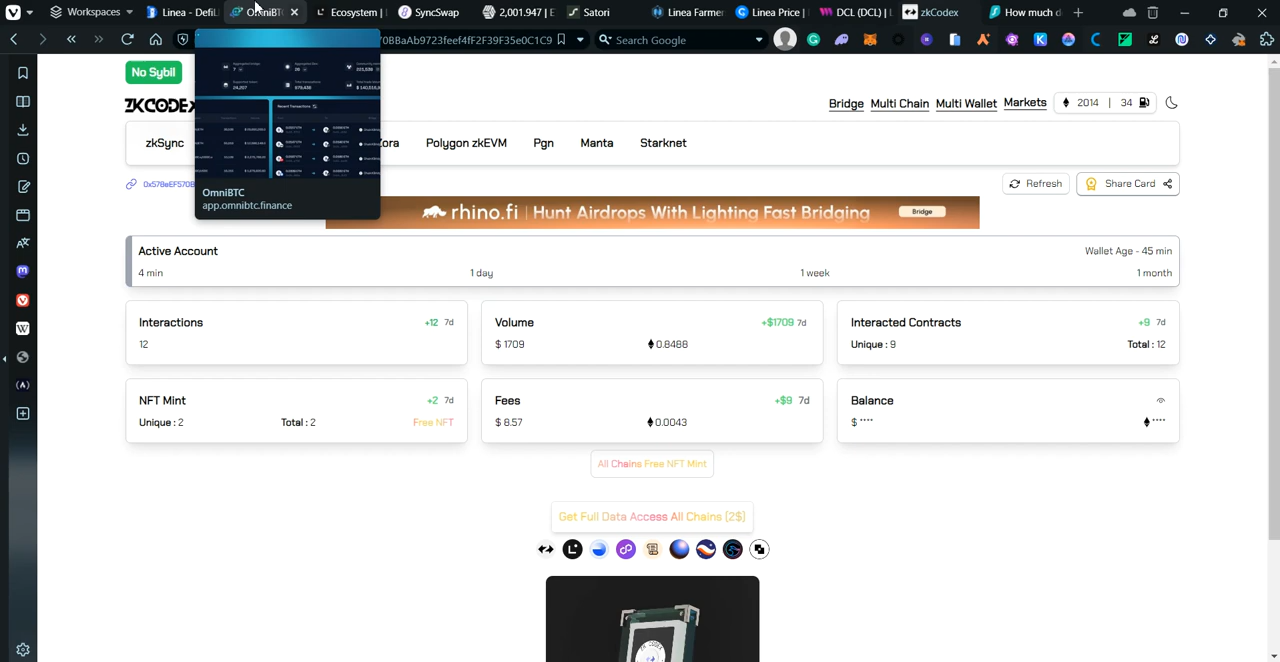 Workspaces
Linea - DefiL
OmniBT
Ecosystem |
SyncSwap
2,001.947 | E
Satori
Linea Farmer
Linea Price |
DCL (DCL) |
zkCodex
How much d
0BBaAb9723feef4fF2F39F35e0C1C9
Search Google
No Sybil
ZKCODEX
Bridge Multi Chain Multi Wallet Markets 2014 | 34
zkSync ora Polygon zkEVM Pgn Manta Starknet
Recent Transactions
OmniBTC
app.omnibtc.finance
Refresh Share Card
rhino.fi | Hunt Airdrops With Lighting Fast Bridging Bridge
Active Account Wallet Age - 45 min
4 min 1 day 1 week 1 month
Interactions +12 7d
12
Volume +$1709 7d
$ 1709 0.8488
Interacted Contracts +9 7d
Unique : 9 Total : 12
NFT Mint +2 7d
Unique : 2 Total : 2 Free NFT
Fees +$9 7d
$ 8.57 0.0043
Balance
$ **** ****
All Chains Free NFT Mint
Get Full Data Access All Chains (2$)